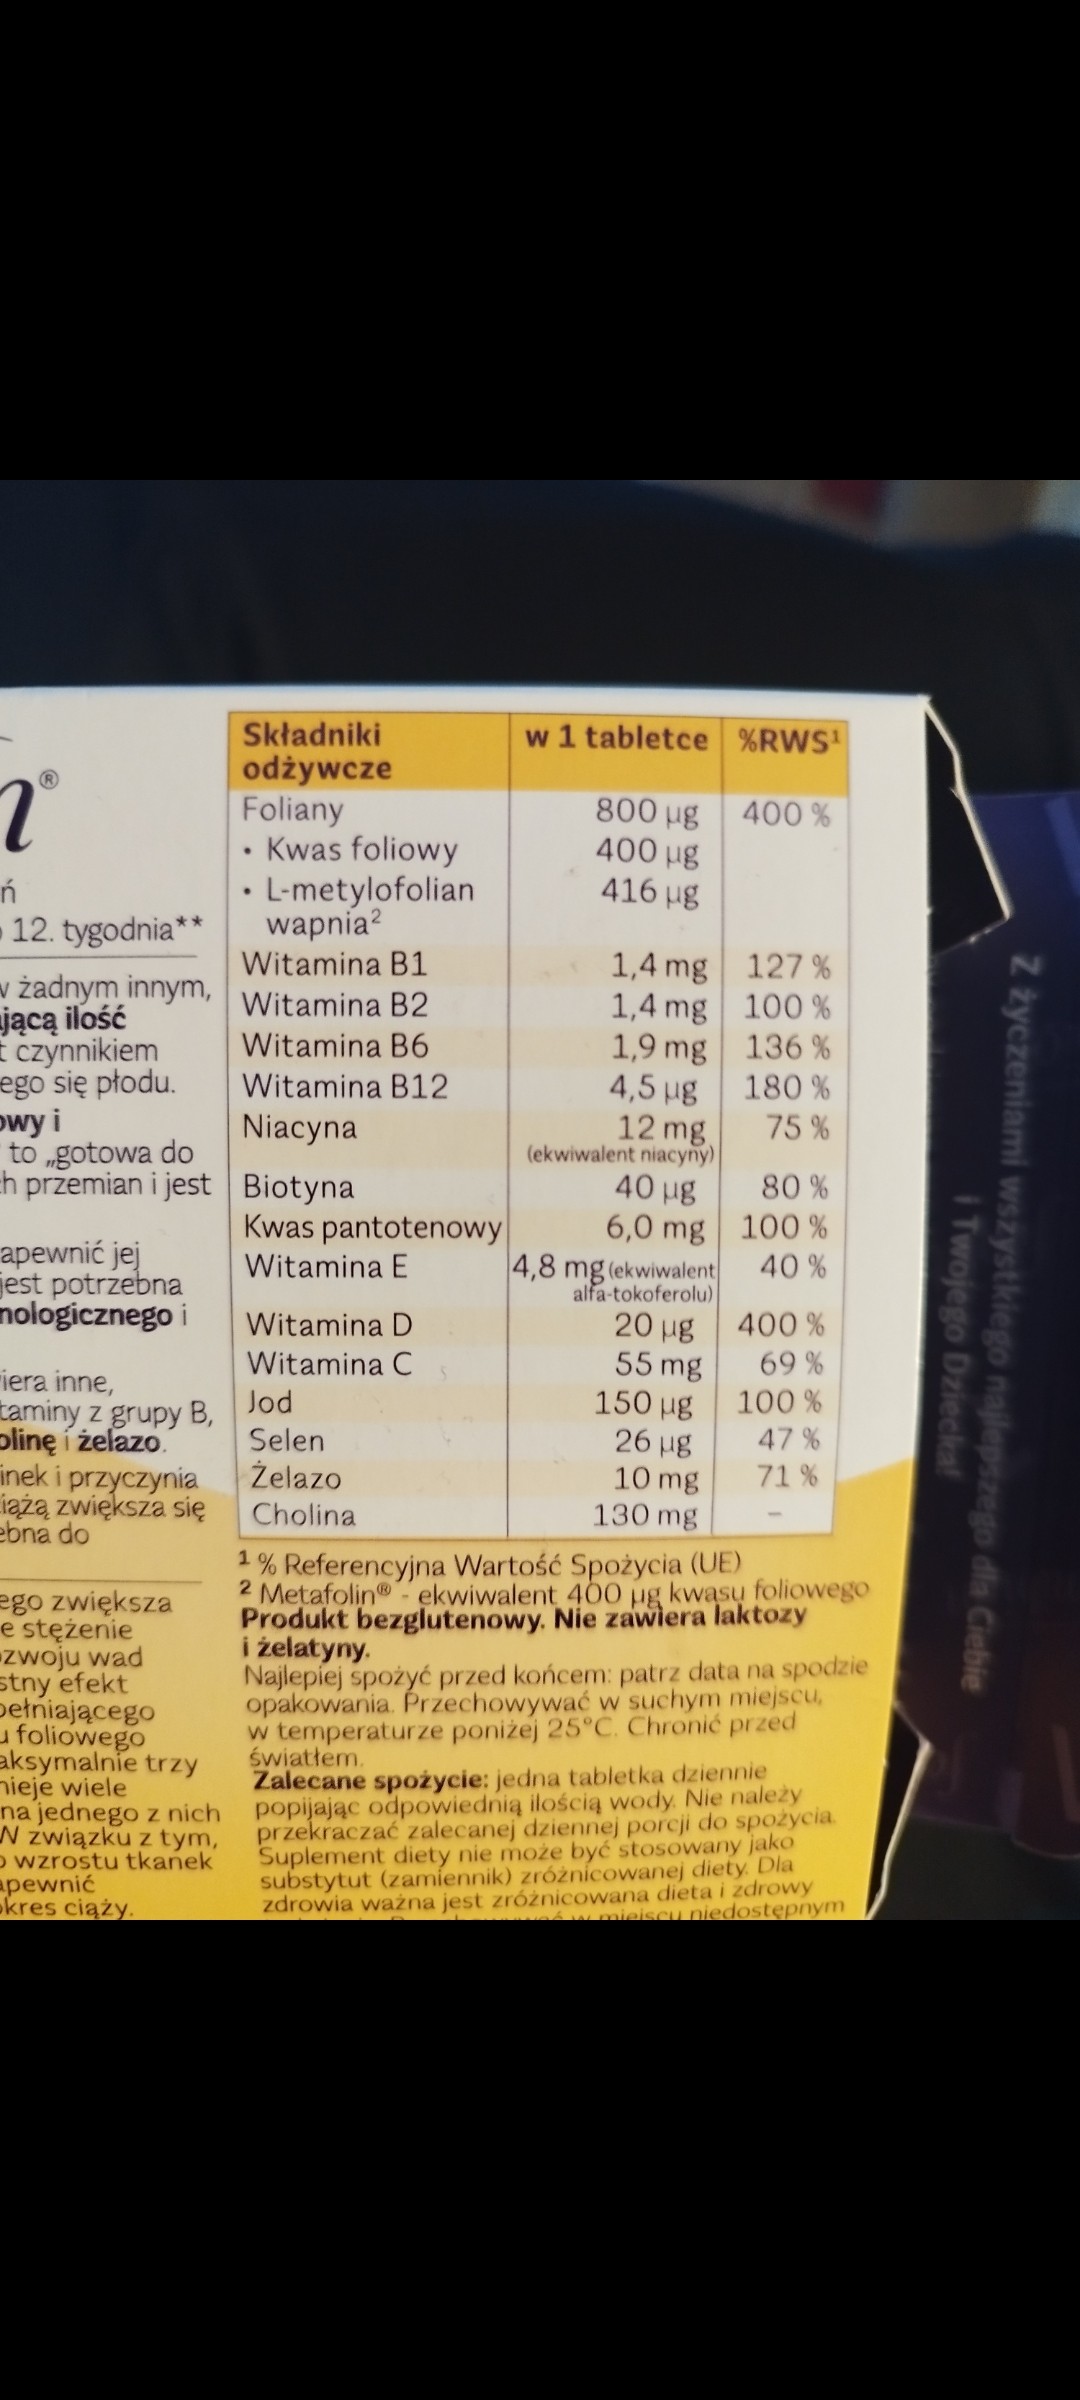 n®
ń
12. tygodnia**
żadnym innym,
jącą ilość
czynnikiem
ego się płodu.
owy i
to „gotowa do
h przemian i jest
apewnić jej
jest potrzebna
nologicznego i
iera inne,
taminy z grupy B,
olinę i żelazo.
inek i przyczynia
iążą zwiększa się
ebna do
ego zwiększa
e stężenie
ozwoju wad
stny efekt
pełniającego
u foliowego
aksymalnie trzy
nieje wiele
na jednego z nich
W związku z tym,
o wzrostu tkanek
apewnić
okres ciąży.
Składniki odżywcze w 1 tabletce %RWS¹
Foliany 800 µg 400 %
• Kwas foliowy 400 µg
• L-metylofolian 416 µg
wapnia²
Witamina B1 1,4 mg 127 %
Witamina B2 1,4 mg 100 %
Witamina B6 1,9 mg 136 %
Witamina B12 4,5 µg 180 %
Niacyna 12 mg 75 %
(ekwiwalent niacyny)
Biotyna 40 µg 80 %
Kwas pantotenowy 6,0 mg 100 %
Witamina E 4,8 mg (ekwiwalent 40 %
alfa-tokoferolu)
Witamina D 20 µg 400 %
Witamina C 55 mg 69 %
Jod 150 µg 100 %
Selen 26 µg 47 %
Żelazo 10 mg 71 %
Cholina 130 mg –
¹ % Referencyjna Wartość Spożycia (UE)
² Metafolin® - ekwiwalent 400 µg kwasu foliowego
Produkt bezglutenowy. Nie zawiera laktozy
i żelatyny.
Najlepiej spożyć przed końcem: patrz data na spodzie
opakowania. Przechowywać w suchym miejscu,
w temperaturze poniżej 25°C. Chronić przed
światłem.
Zalecane spożycie: jedna tabletka dziennie
popijając odpowiednią ilością wody. Nie należy
przekraczać zalecanej dziennej porcji do spożycia.
Suplement diety nie może być stosowany jako
substytut (zamiennik) zróżnicowanej diety. Dla
zdrowia ważna jest zróżnicowana dieta i zdrowy
w miejscu niedostępnym
Z życzeniami wszystkiego najlepszego dla Ciebie
i Twojego Dziecka!